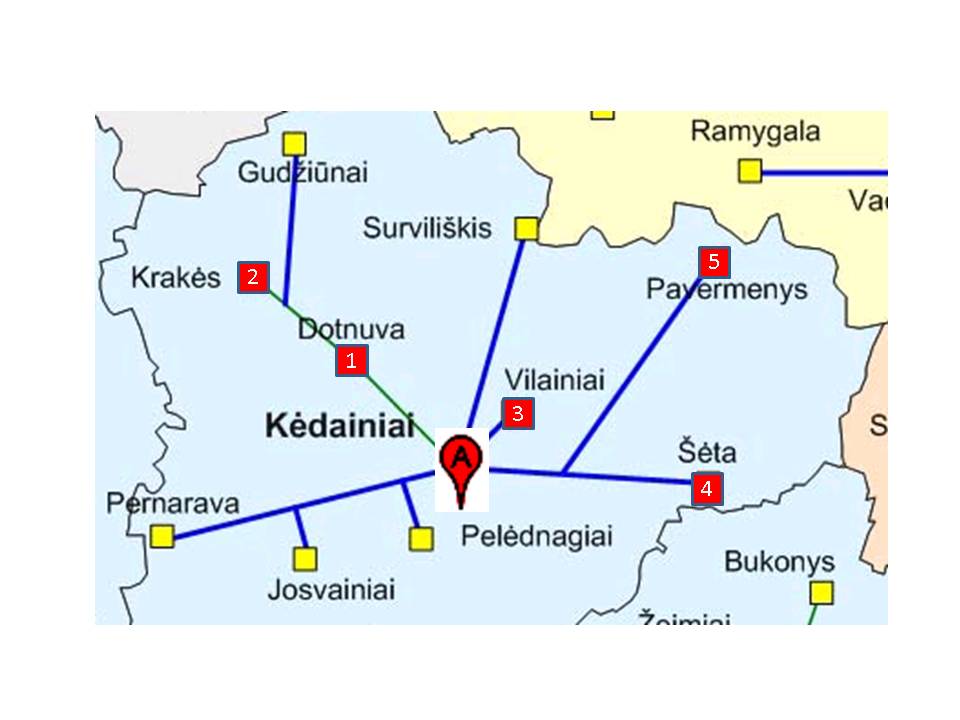 Ramygala
Gudžiūnai
Vad
Surviliškis
5
Krakės
2
Pavermenys
Dotnuva
1
Vilainiai
3
Kėdainiai
S
A
Šėta
4
Pernarava
Pelėdnagiai
Bukonys
Josvainiai
Žeimiai